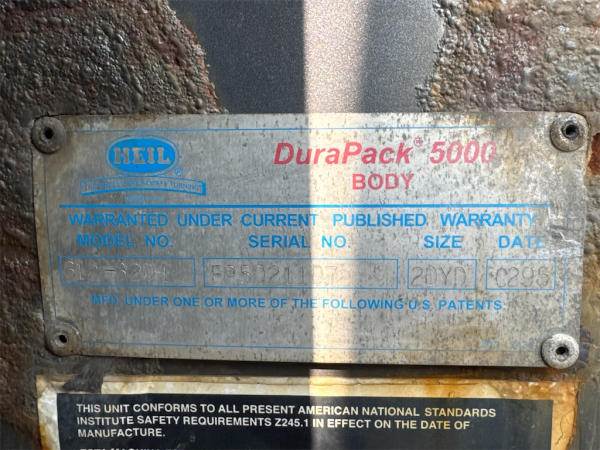 HEIL
DuraPack® 5000
BODY
WARRANTED UNDER CURRENT PUBLISHED WARRANTY
MODEL NO. SERIAL NO. SIZE DATE
20YD 0296
MFD. UNDER ONE OR MORE OF THE FOLLOWING U.S. PATENTS
THIS UNIT CONFORMS TO ALL PRESENT AMERICAN NATIONAL STANDARDS
INSTITUTE SAFETY REQUIREMENTS Z245.1 IN EFFECT ON THE DATE OF
MANUFACTURE.